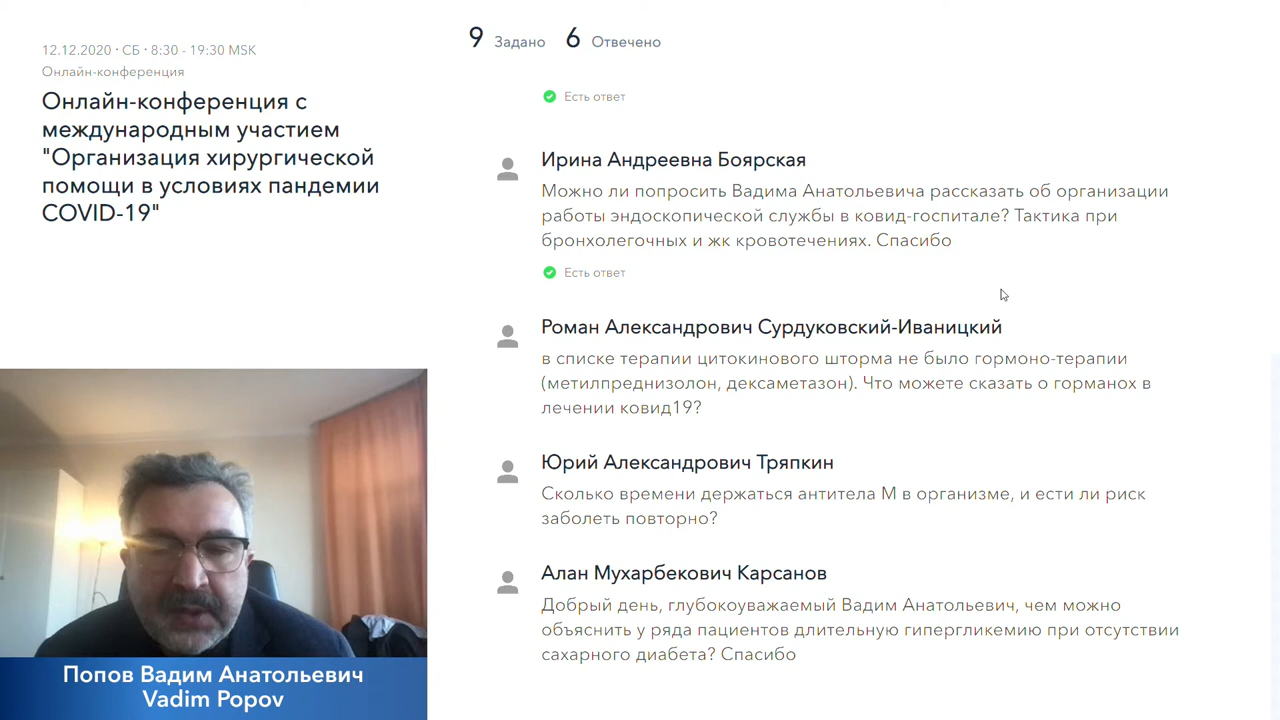 12.12.2020 · СБ · 8:30 - 19:30 MSK
Онлайн-конференция
Онлайн-конференция с
международным участием
"Организация хирургической
помощи в условиях пандемии
COVID-19"
9 Задано 6 Отвечено
Есть ответ
Ирина Андреевна Боярская
Можно ли попросить Вадима Анатольевича рассказать об организации
работы эндоскопической службы в ковид-госпитале? Тактика при
бронхолегочных и жк кровотечениях. Спасибо
Есть ответ
Роман Александрович Сурдуковский-Иваницкий
в списке терапии цитокинового шторма не было гормоно-терапии
(метилпреднизолон, дексаметазон). Что можете сказать о горманох в
лечении ковид19?
Юрий Александрович Тряпкин
Сколько времени держаться антитела М в организме, и ести ли риск
заболеть повторно?
Алан Мухарбекович Карсанов
Добрый день, глубокоуважаемый Вадим Анатольевич, чем можно
объяснить у ряда пациентов длительную гипергликемию при отсутствии
сахарного диабета? Спасибо
Попов Вадим Анатольевич
Vadim Popov